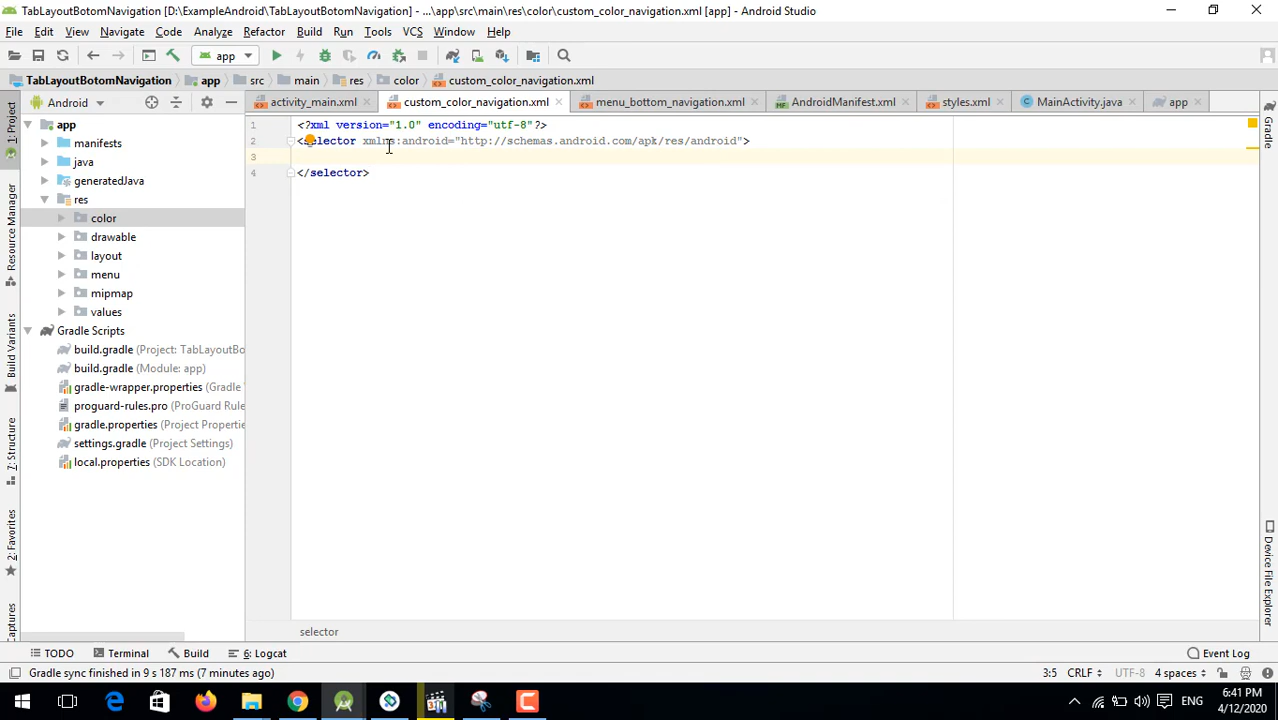 TabLayoutBotomNavigation [D:\ExampleAndroid\TabLayoutBotomNavigation] - ...\app\src\main\res\color\custom_color_navigation.xml [app] - Android Studio
File Edit View Navigate Code Analyze Refactor Build Run Tools VCS Window Help
app
TabLayoutBotomNavigation app src main res color custom_color_navigation.xml
Android
activity_main.xml custom_color_navigation.xml menu_bottom_navigation.xml AndroidManifest.xml styles.xml MainActivity.java app
1: Project
Resource Manager
Build Variants
7: Structure
2: Favorites
Captures
app
manifests
java
generatedJava
res
color
drawable
layout
menu
mipmap
values
Gradle Scripts
build.gradle (Project: TabLayoutBo
build.gradle (Module: app)
gradle-wrapper.properties (Gradle
proguard-rules.pro (ProGuard Rule
gradle.properties (Project Propertie
settings.gradle (Project Settings)
local.properties (SDK Location)
1 <?xml version="1.0" encoding="utf-8"?>
2 <selector xmlns:android="http://schemas.android.com/apk/res/android">
3
4 </selector>
Gradle
Device File Explorer
selector
TODO Terminal Build 6: Logcat Event Log
Gradle sync finished in 9 s 187 ms (7 minutes ago) 3:5 CRLF UTF-8 4 spaces
ENG
6:41 PM
4/12/2020